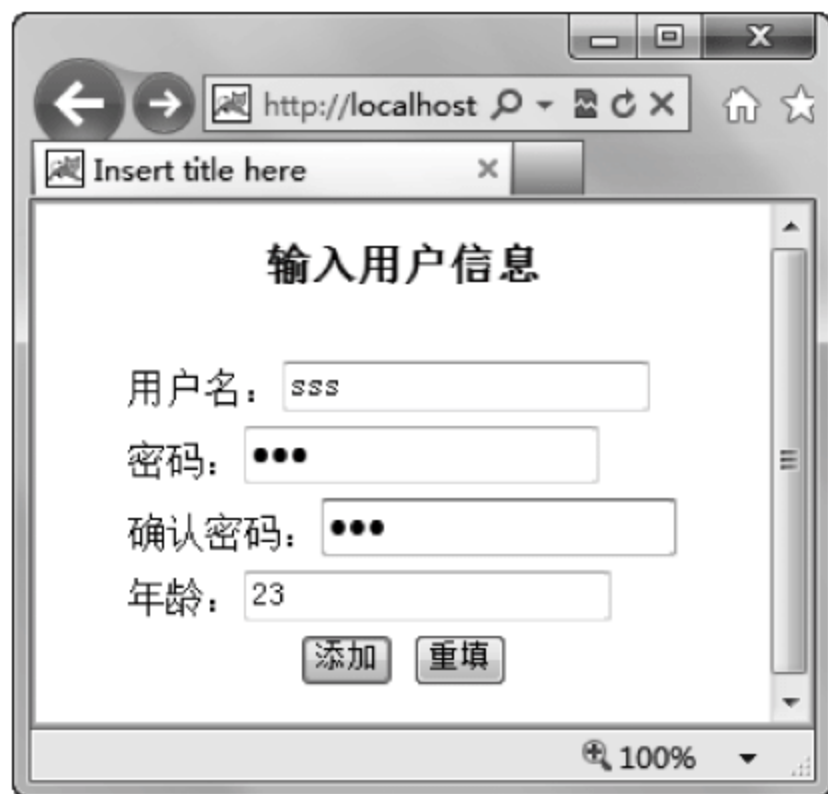 http://localhost
Insert title here
输入用户信息
用户名：sss
密码：●●●
确认密码：●●●
年龄：23
添加 重填
100%